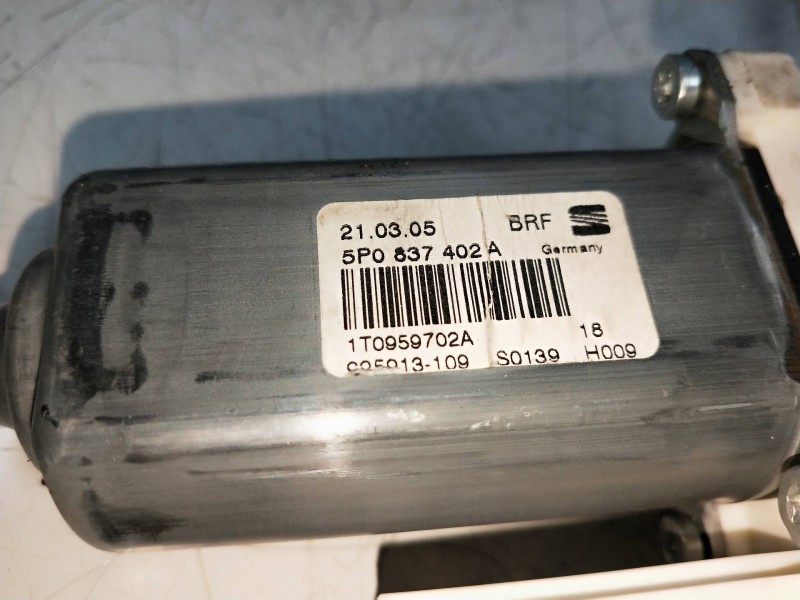 21.03.05 BRF
5P0 837 402 A Germany
1T0959702A 18
S0139 H009